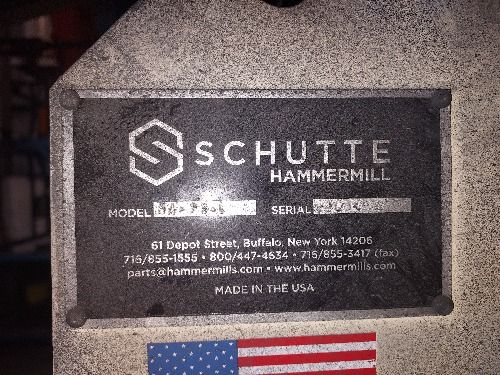 SCHUTTE
HAMMERMILL
MODEL SERIAL
61 Depot Street, Buffalo, New York 14206
716/855-1555 • 800/447-4634 • 716/855-3417 (fax)
parts@hammermills.com • www.hammermills.com
MADE IN THE USA